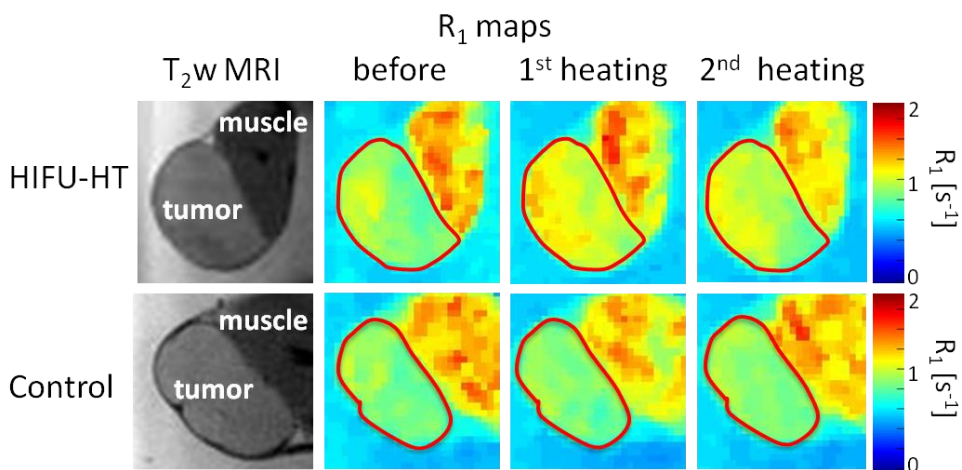 R₁ maps
T₂w MRI before 1ˢᵗ heating 2ⁿᵈ heating
HIFU-HT
muscle
tumor
2
1
0
R₁ [s⁻¹]
Control
muscle
tumor
2
1
0
R₁ [s⁻¹]